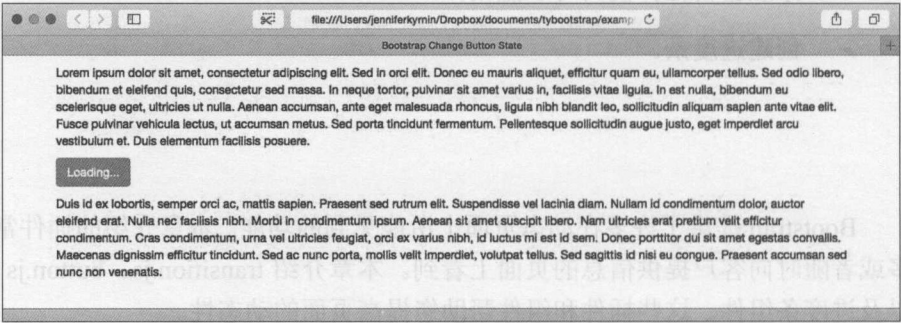 file:///Users/jenniferkyrnin/Dropbox/documents/tybootstrap/examp
Bootstrap Change Button State
Lorem ipsum dolor sit amet, consectetur adipiscing elit. Sed in orci elit. Donec eu mauris aliquet, efficitur quam eu, ullamcorper tellus. Sed odio libero,
bibendum et eleifend quis, consectetur sed massa. In neque tortor, pulvinar sit amet varius in, facilisis vitae ligula. In est nulla, bibendum eu
scelerisque eget, ultricies ut nulla. Aenean accumsan, ante eget malesuada rhoncus, ligula nibh blandit leo, sollicitudin aliquam sapien ante vitae elit.
Fusce pulvinar vehicula lectus, ut accumsan metus. Sed porta tincidunt fermentum. Pellentesque sollicitudin augue justo, eget imperdiet arcu
vestibulum et. Duis elementum facilisis posuere.
Loading...
Duis id ex lobortis, semper orci ac, mattis sapien. Praesent sed rutrum elit. Suspendisse vel lacinia diam. Nullam id condimentum dolor, auctor
eleifend erat. Nulla nec facilisis nibh. Morbi in condimentum ipsum. Aenean sit amet suscipit libero. Nam ultricies erat pretium velit efficitur
condimentum. Cras condimentum, urna vel ultricies feugiat, orci ex varius nibh, id luctus mi est id sem. Donec porttitor dui sit amet egestas convallis.
Maecenas dignissim efficitur tincidunt. Sed ac nunc porta, mollis velit imperdiet, volutpat tellus. Sed sagittis id nisi eu congue. Praesent accumsan sed
nunc non venenatis.